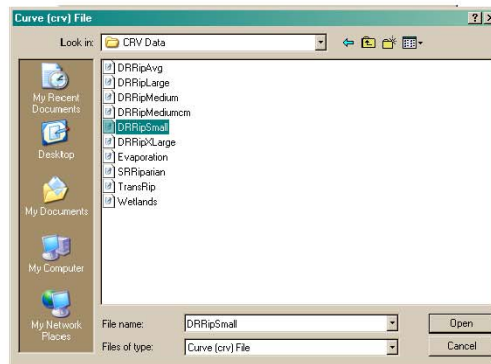 Curve (crv) File
Look in: CRV Data
My Recent Documents
Desktop
My Documents
My Computer
My Network Places
DRRipAvg
DRRipLarge
DRRipMedium
DRRipMediumcm
DRRipSmall
DRRipXLarge
Evaporation
SRRiparian
TransRip
Wetlands
File name: DRRipSmall Open
Files of type: Curve (crv) File Cancel